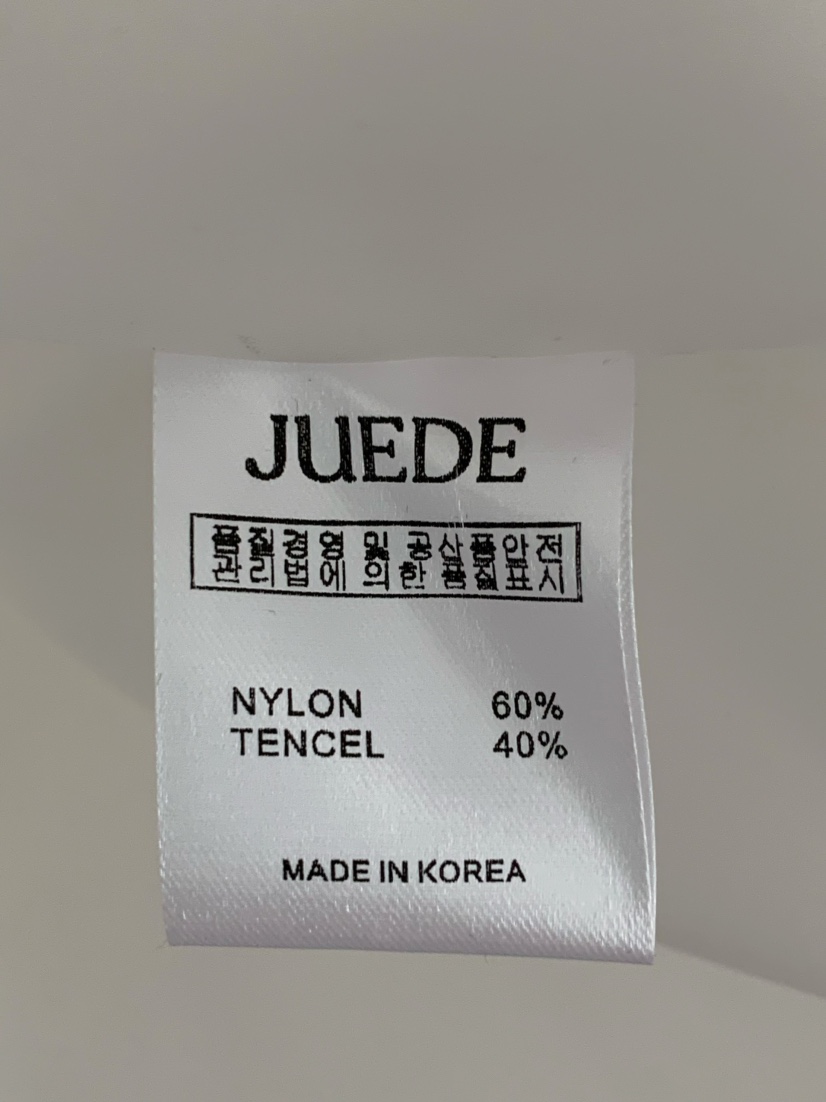 JUEDE
품질경영 및 공산품안전
관리법에 의한 품질표시
NYLON 60%
TENCEL 40%
MADE IN KOREA